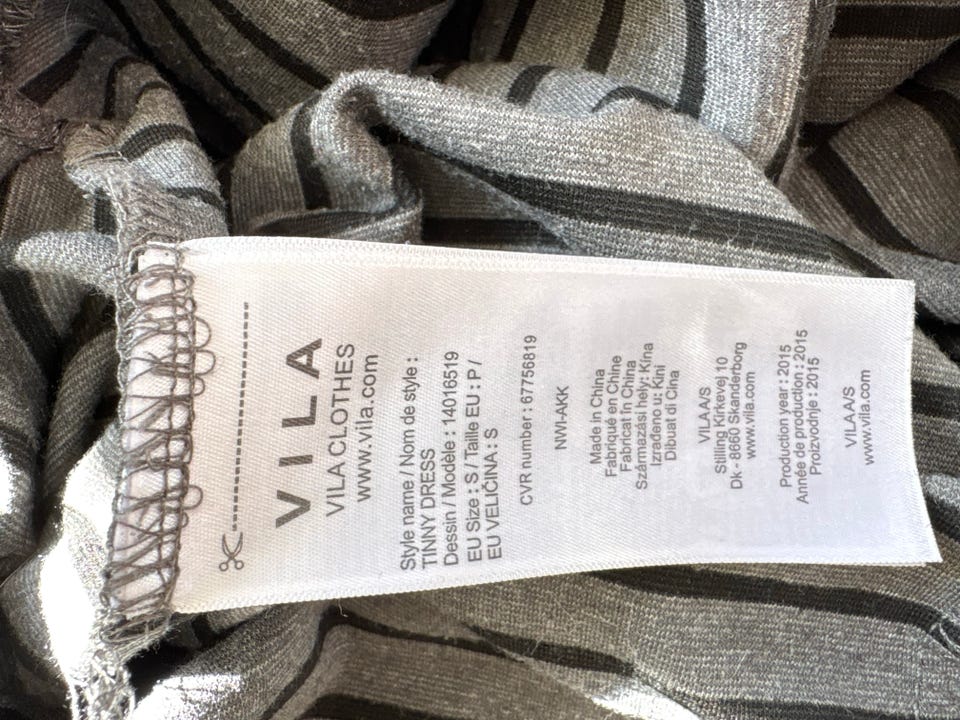 VILA
VILA CLOTHES
www.vila.com
Style name / Nom de style :
TINNY DRESS
Dessin / Modèle : 14016519
EU Size : S / Taille EU : P /
EU VELIČINA : S
CVR number : 67756819
NWI-AKK
Made in China
Fabriqué en Chine
Fabricat în China
Származási hely: Kína
Izrađeno u: Kini
Dibuat di Cina
VILA A/S
Stilling Kirkevej 10
Dk - 8660 Skanderborg
www.vila.com
Production year : 2015
Année de production : 2015
Proizvodnje : 2015
VILA A/S
www.vila.com